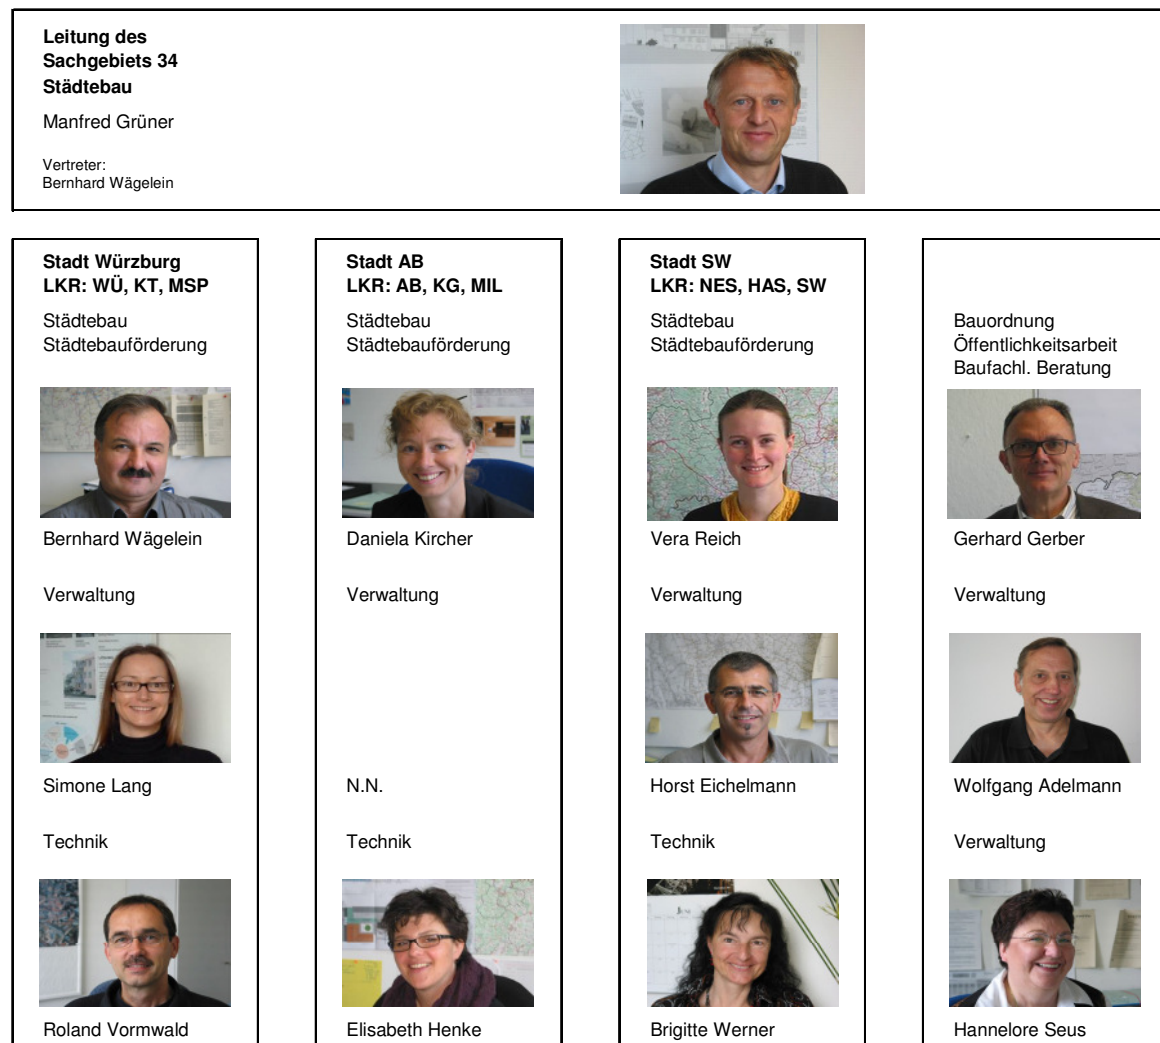 Leitung des
Sachgebiets 34
Städtebau
Manfred Grüner
Vertreter:
Bernhard Wägelein
Stadt Würzburg
LKR: WÜ, KT, MSP
Städtebau
Städtebauförderung
Bernhard Wägelein
Verwaltung
Simone Lang
Technik
Roland Vormwald
Stadt AB
LKR: AB, KG, MIL
Städtebau
Städtebauförderung
Daniela Kircher
Verwaltung
N.N.
Technik
Elisabeth Henke
Stadt SW
LKR: NES, HAS, SW
Städtebau
Städtebauförderung
Vera Reich
Verwaltung
Horst Eichelmann
Technik
Brigitte Werner
Bauordnung
Öffentlichkeitsarbeit
Baufachl. Beratung
Gerhard Gerber
Verwaltung
Wolfgang Adelmann
Verwaltung
Hannelore Seus